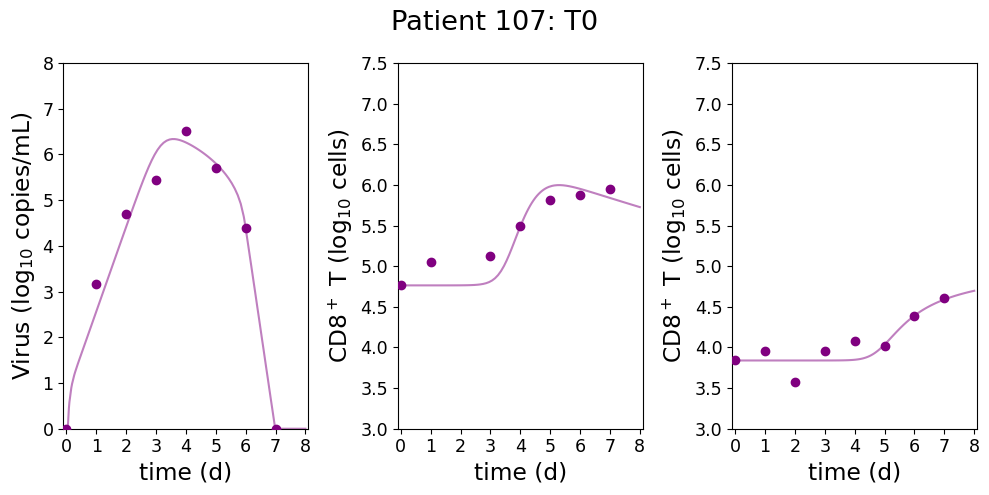 Patient 107: T0
Virus (log₁₀ copies/mL)
8
7
6
5
4
3
2
1
0
0 1 2 3 4 5 6 7 8
time (d)
CD8⁺ T (log₁₀ cells)
7.5
7.0
6.5
6.0
5.5
5.0
4.5
4.0
3.5
3.0
0 1 2 3 4 5 6 7 8
time (d)
CD8⁺ T (log₁₀ cells)
7.5
7.0
6.5
6.0
5.5
5.0
4.5
4.0
3.5
3.0
0 1 2 3 4 5 6 7 8
time (d)